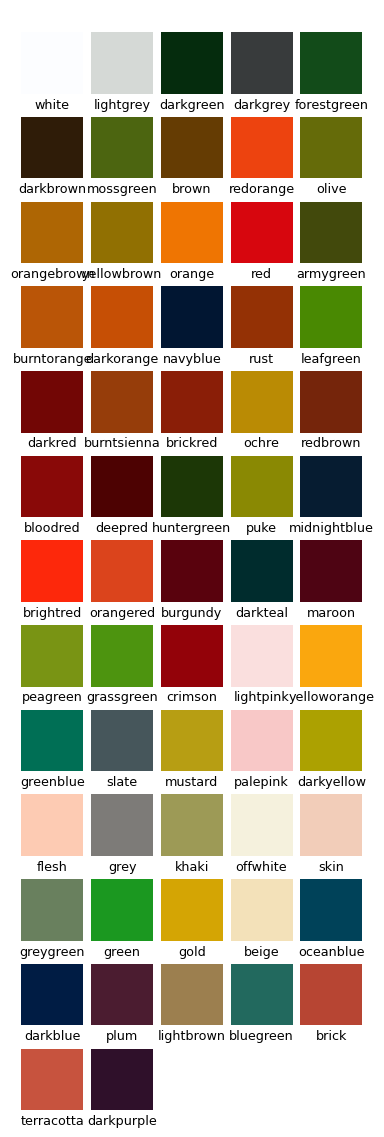 white lightgrey darkgreen darkgrey forestgreen
darkbrown mossgreen brown redorange olive
orangebrown yellowbrown orange red armygreen
burntorange darkorange navyblue rust leafgreen
darkred burntsienna brickred ochre redbrown
bloodred deepred huntergreen puke midnightblue
brightred orangered burgundy darkteal maroon
peagreen grassgreen crimson lightpink yelloworange
greenblue slate mustard palepink darkyellow
flesh grey khaki offwhite skin
greygreen green gold beige oceanblue
darkblue plum lightbrown bluegreen brick
terracotta darkpurple